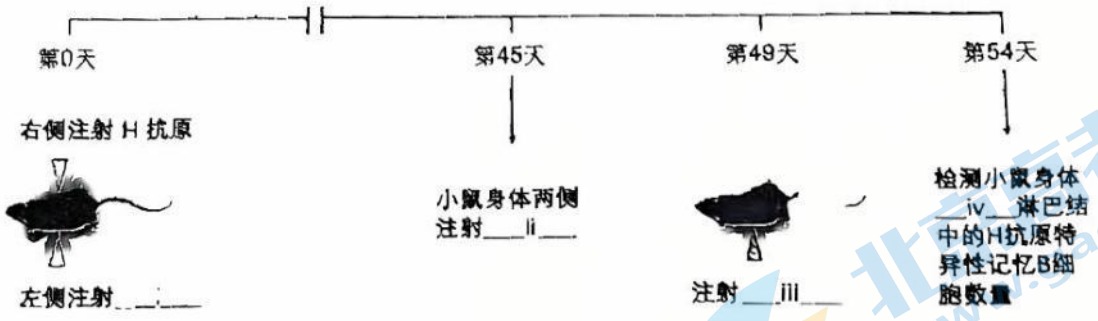 第0天
第45天
第49天
第54天
右侧注射 H 抗原
左侧注射___i___
小鼠身体两侧
注射___ii___
注射___iii___
检测小鼠身体
__iv__淋巴结
中的H抗原特
异性记忆B细
胞数量